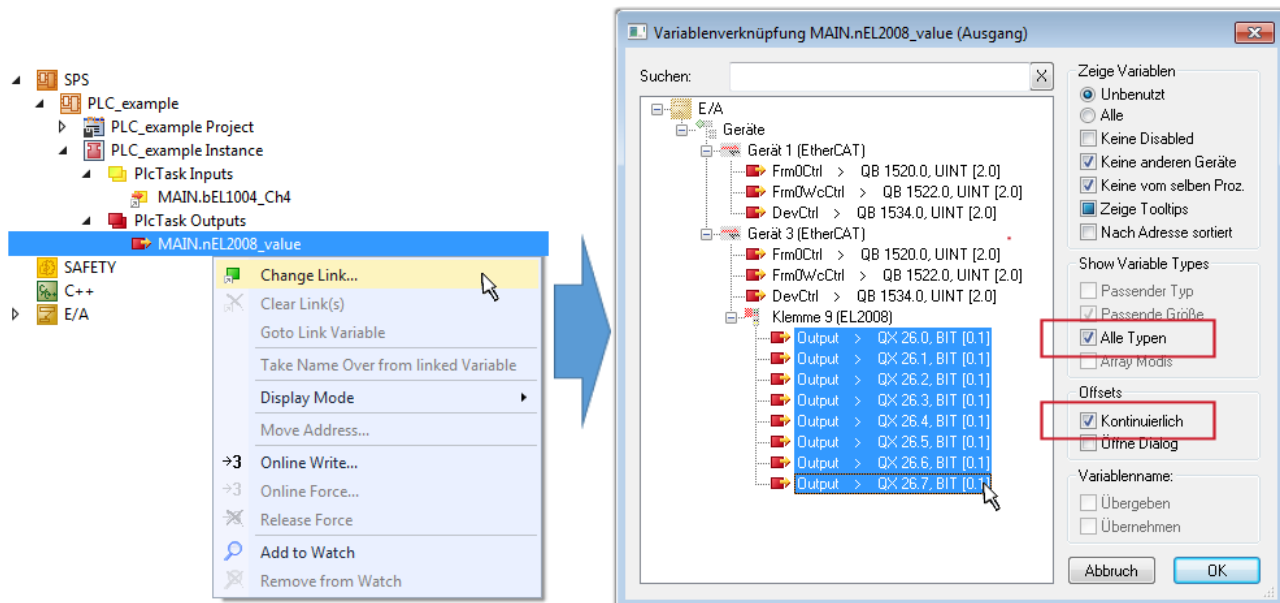 SPS
PLC_example
PLC_example Project
PLC_example Instance
PlcTask Inputs
MAIN.bEL1004_Ch4
PlcTask Outputs
MAIN.nEL2008_value
SAFETY
C++
E/A
Change Link...
Clear Link(s)
Goto Link Variable
Take Name Over from linked Variable
Display Mode
Move Address...
→3 Online Write...
→3 Online Force...
Release Force
Add to Watch
Remove from Watch
Variablenverknüpfung MAIN.nEL2008_value (Ausgang)
Suchen:
X
E/A
Geräte
Gerät 1 (EtherCAT)
Frm0Ctrl > QB 1520.0, UINT [2.0]
Frm0WcCtrl > QB 1522.0, UINT [2.0]
DevCtrl > QB 1534.0, UINT [2.0]
Gerät 3 (EtherCAT)
Frm0Ctrl > QB 1520.0, UINT [2.0]
Frm0WcCtrl > QB 1522.0, UINT [2.0]
DevCtrl > QB 1534.0, UINT [2.0]
Klemme 9 (EL2008)
Output > QX 26.0, BIT [0.1]
Output > QX 26.1, BIT [0.1]
Output > QX 26.2, BIT [0.1]
Output > QX 26.3, BIT [0.1]
Output > QX 26.4, BIT [0.1]
Output > QX 26.5, BIT [0.1]
Output > QX 26.6, BIT [0.1]
Output > QX 26.7, BIT [0.1]
Zeige Variablen
Unbenutzt
Alle
Keine Disabled
Keine anderen Geräte
Keine vom selben Proz.
Zeige Tooltips
Nach Adresse sortiert
Show Variable Types
Passender Typ
Passende Größe
Alle Typen
Array Modis
Offsets
Kontinuierlich
Öffne Dialog
Variablenname:
Übergeben
Übernehmen
Abbruch
OK